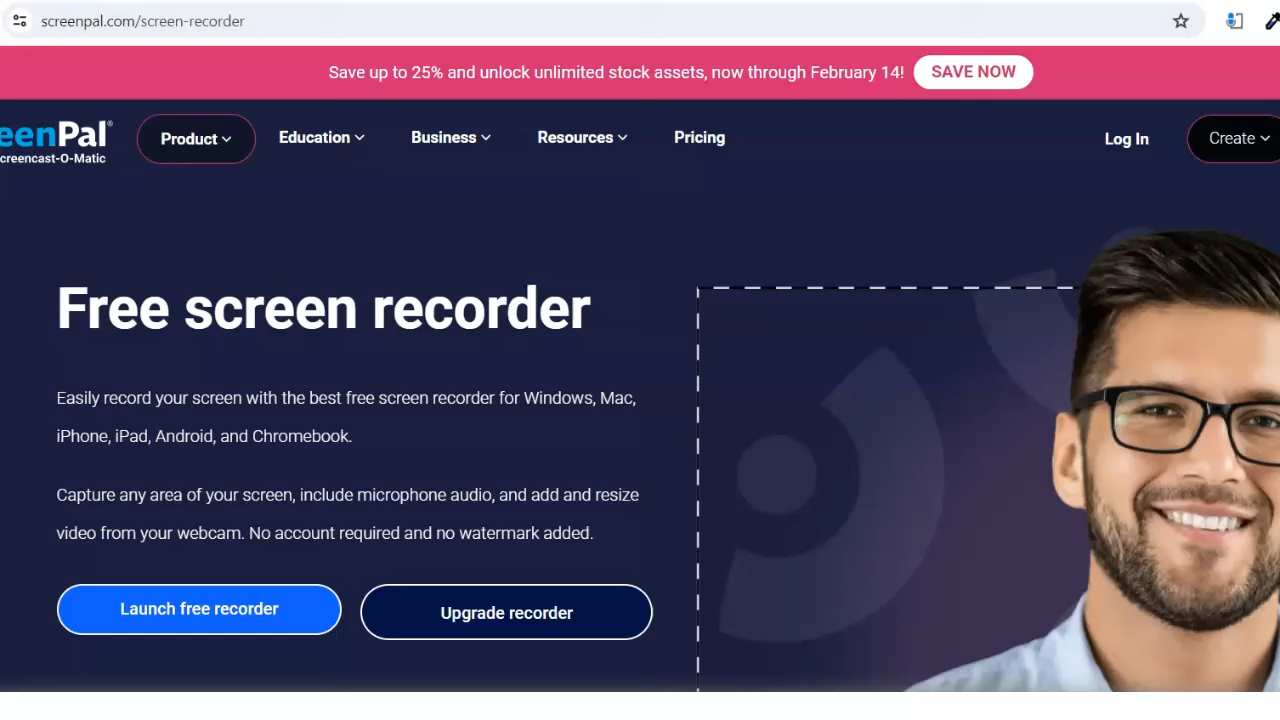 screenpal.com/screen-recorder
Save up to 25% and unlock unlimited stock assets, now through February 14! SAVE NOW
eenPal®
creencast-O-Matic
Product Education Business Resources Pricing Log In Create
Free screen recorder
Easily record your screen with the best free screen recorder for Windows, Mac,
iPhone, iPad, Android, and Chromebook.
Capture any area of your screen, include microphone audio, and add and resize
video from your webcam. No account required and no watermark added.
Launch free recorder Upgrade recorder